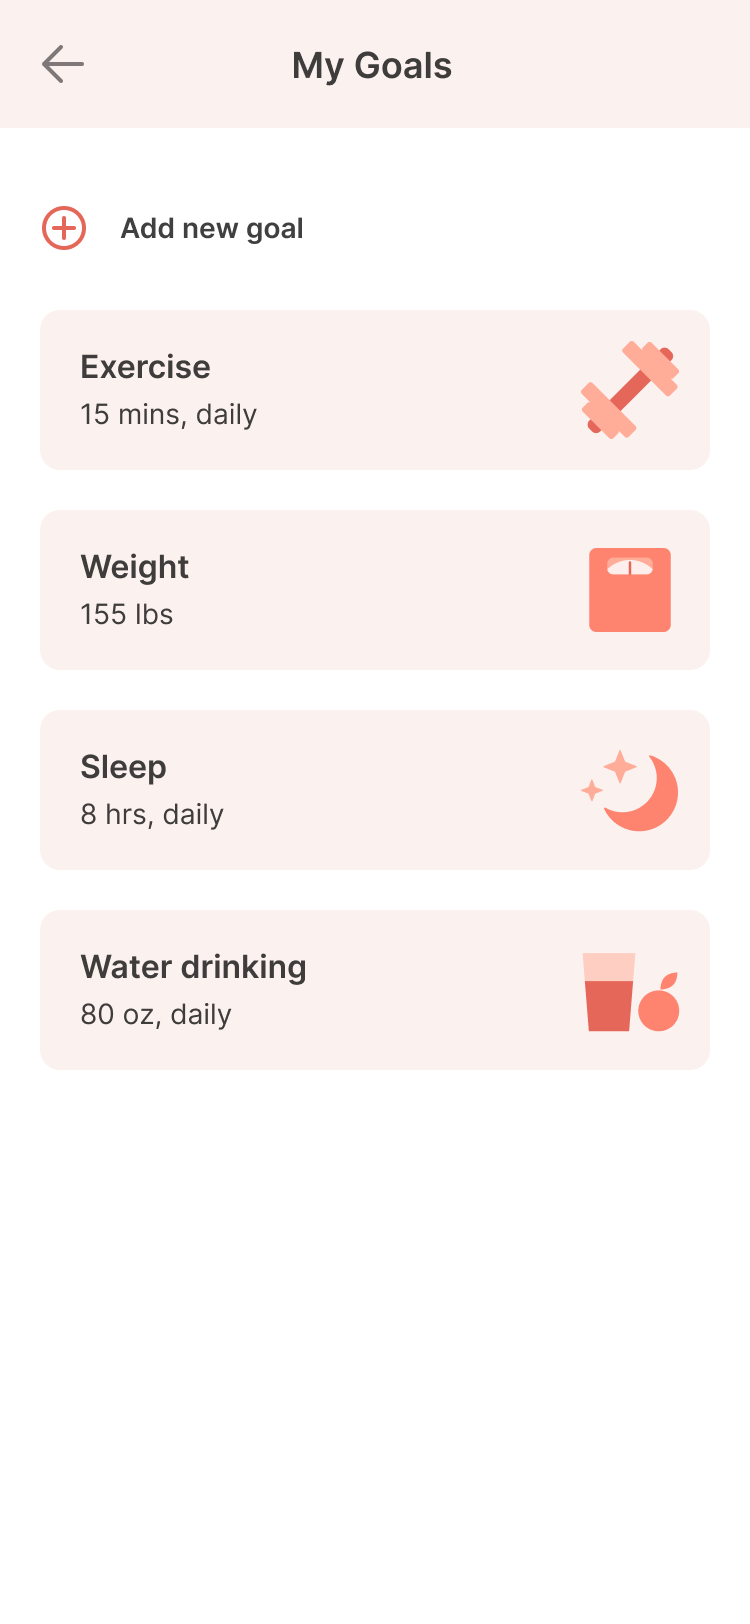 My Goals
Add new goal
Exercise
15 mins, daily
Weight
155 lbs
Sleep
8 hrs, daily
Water drinking
80 oz, daily